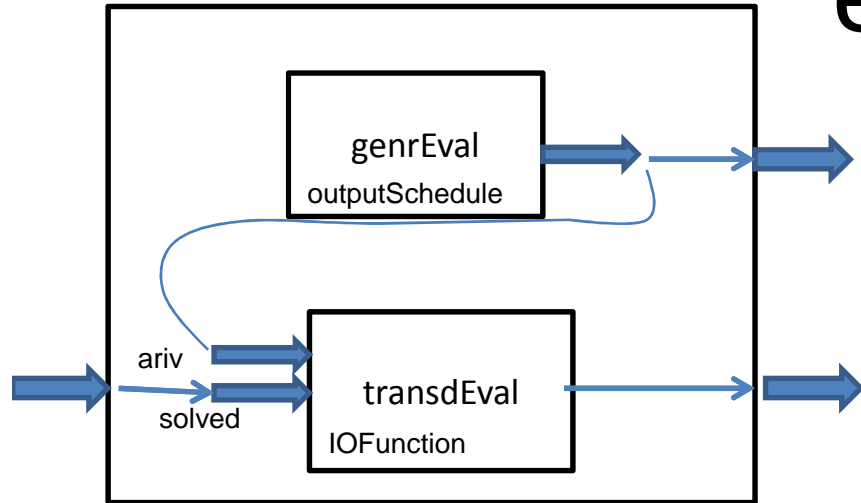 genrEval
outputSchedule
ariv
solved
transdEval
IOFunction